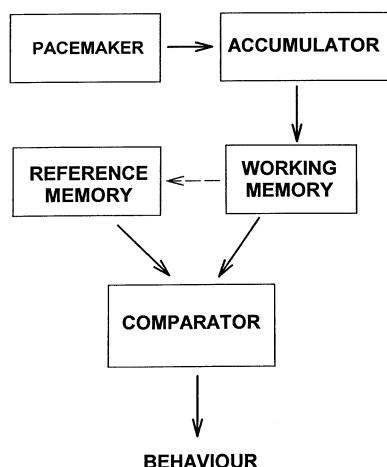 PACEMAKER
ACCUMULATOR
REFERENCE
MEMORY
WORKING
MEMORY
COMPARATOR
BEHAVIOUR